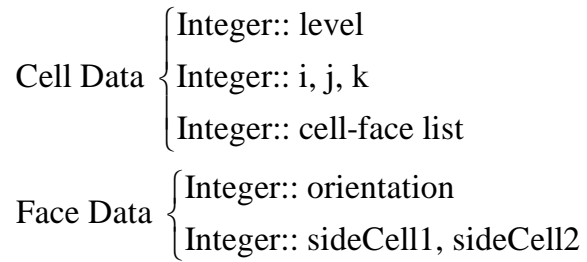 Integer:: level
Cell Data Integer:: i, j, k
Integer:: cell-face list
Integer:: orientation
Face Data
Integer:: sideCell1, sideCell2